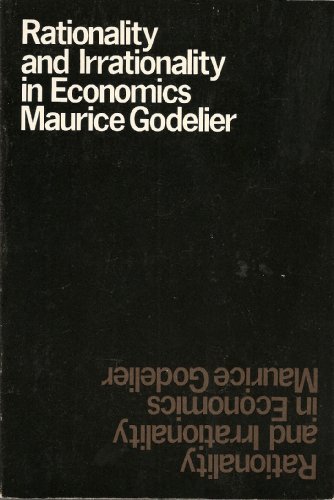 Rationality
and Irrationality
in Economics
Maurice Godelier
Rationality
and Irrationality
in Economics
Maurice Godelier